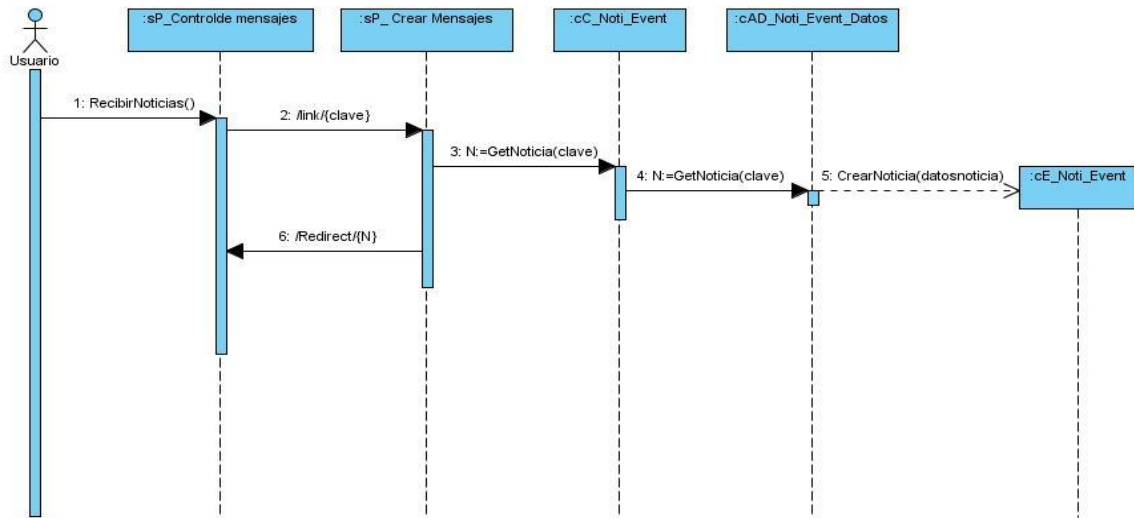 :sP_Controlde mensajes
:sP_ Crear Mensajes
:cC_Noti_Event
:cAD_Noti_Event_Datos
Usuario
1: RecibirNoticias()
2: /link/{clave}
3: N:=GetNoticia(clave)
4: N:=GetNoticia(clave)
5: CrearNoticia(datosnoticia)
:cE_Noti_Event
6: /Redirect/{N}